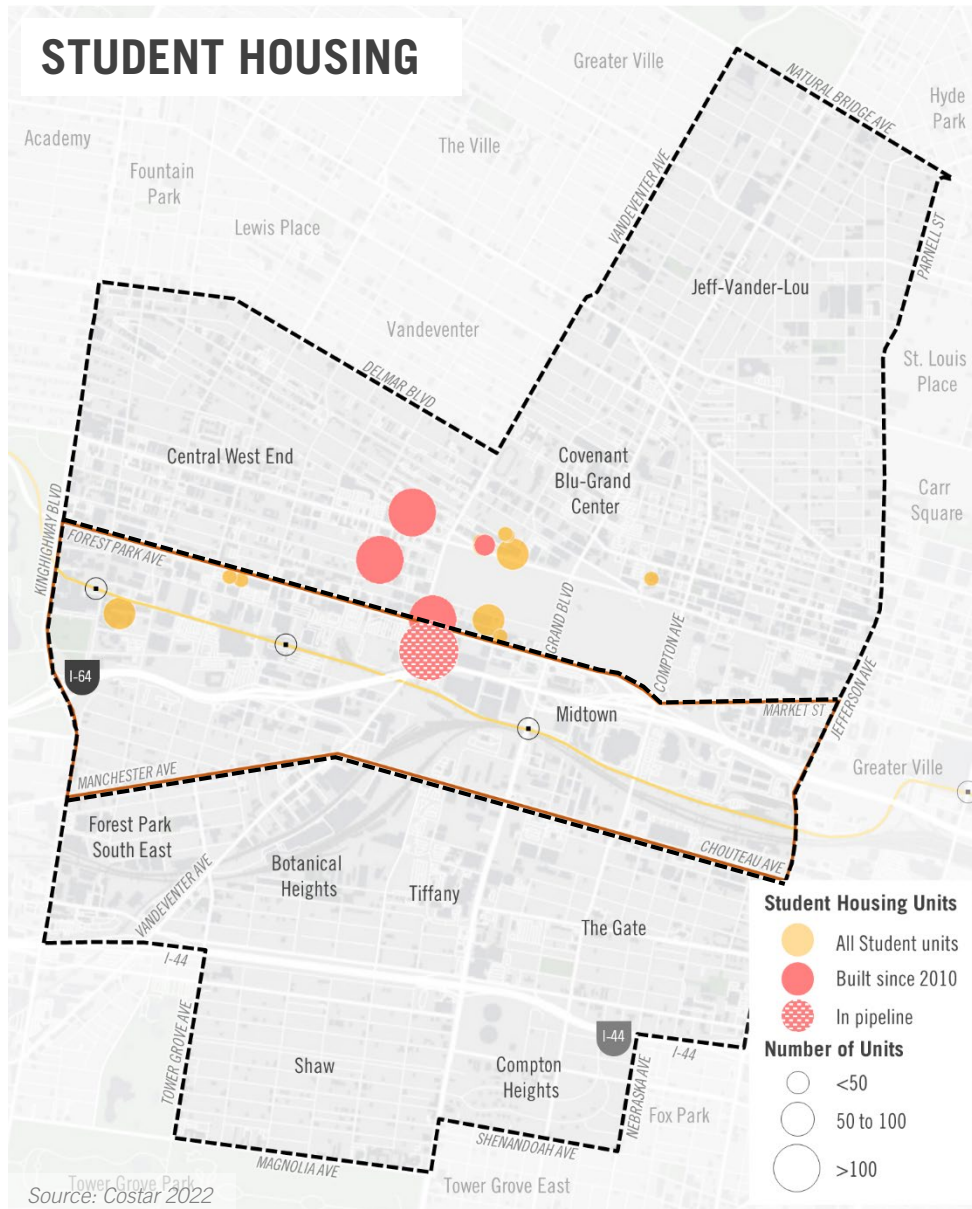 STUDENT HOUSING
Greater Ville
NATURAL BRIDGE AVE
Hyde
Park
Academy
The Ville
Fountain
Park
VANDEVENTER AVE
Lewis Place
PARNELL ST
Jeff-Vander-Lou
Vandeventer
St. Louis
Place
DELMAR BLVD
Central West End
Covenant
Blu-Grand
Center
Carr
Square
KINGHIGHWAY BLVD
FOREST PARK AVE
GRAND BLVD
COMPTON AVE
I-64
Midtown
MARKET ST
JEFFERSON AVE
MANCHESTER AVE
Greater Ville
Forest Park
South East
CHOUTEAU AVE
Botanical
Heights
Tiffany
VANDEVENTER AVE
The Gate
I-44
Student Housing Units
All Student units
Built since 2010
In pipeline
TOWER GROVE AVE
I-44
I-44
Number of Units
<50
50 to 100
>100
Shaw
Compton
Heights
NEBRASKA AVE
Fox Park
SHENANDOAH AVE
MAGNOLIA AVE
Tower Grove Park
Tower Grove East
Source: Costar 2022